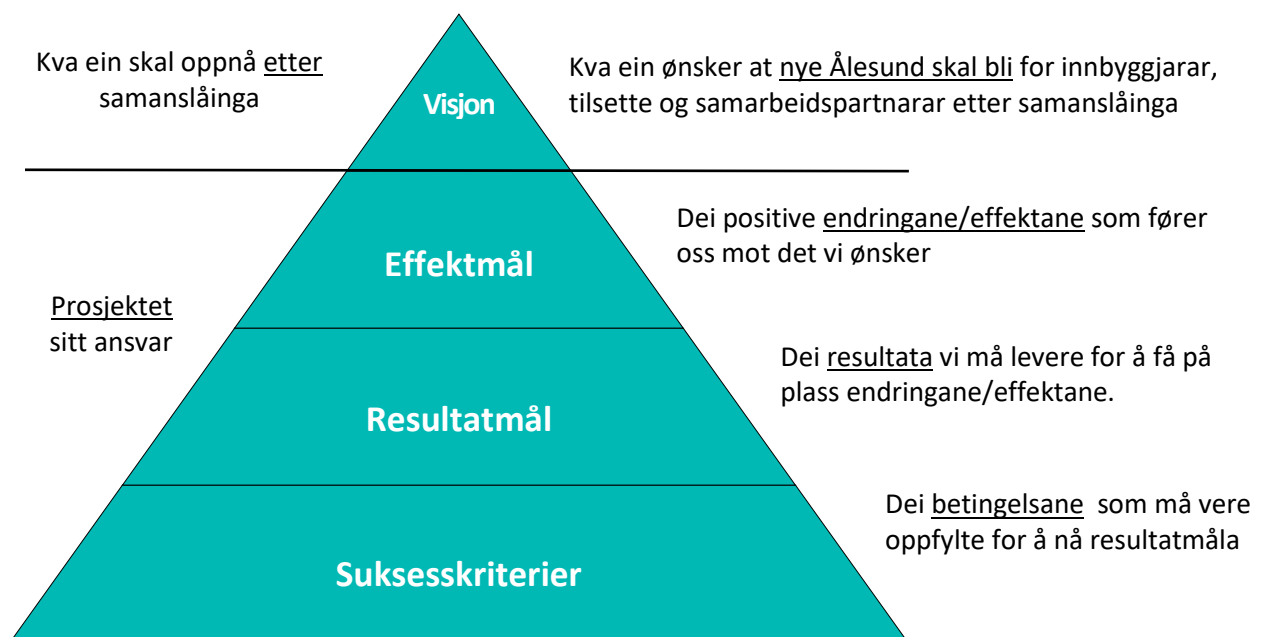 Kva ein skal oppnå etter
samanslåinga
Visjon
Kva ein ønsker at nye Ålesund skal bli for innbyggjarar,
tilsette og samarbeidspartnarar etter samanslåinga
Effektmål
Dei positive endringane/effektane som fører
oss mot det vi ønsker
Prosjektet
sitt ansvar
Resultatmål
Dei resultata vi må levere for å få på
plass endringane/effektane.
Suksesskriterier
Dei betingelsane som må vere
oppfylte for å nå resultatmåla